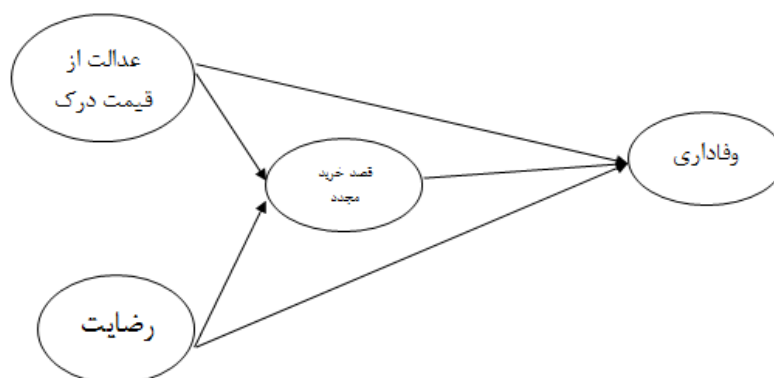 عدالت از
قیمت درک
قصد خرید
مجدد
وفاداری
رضایت